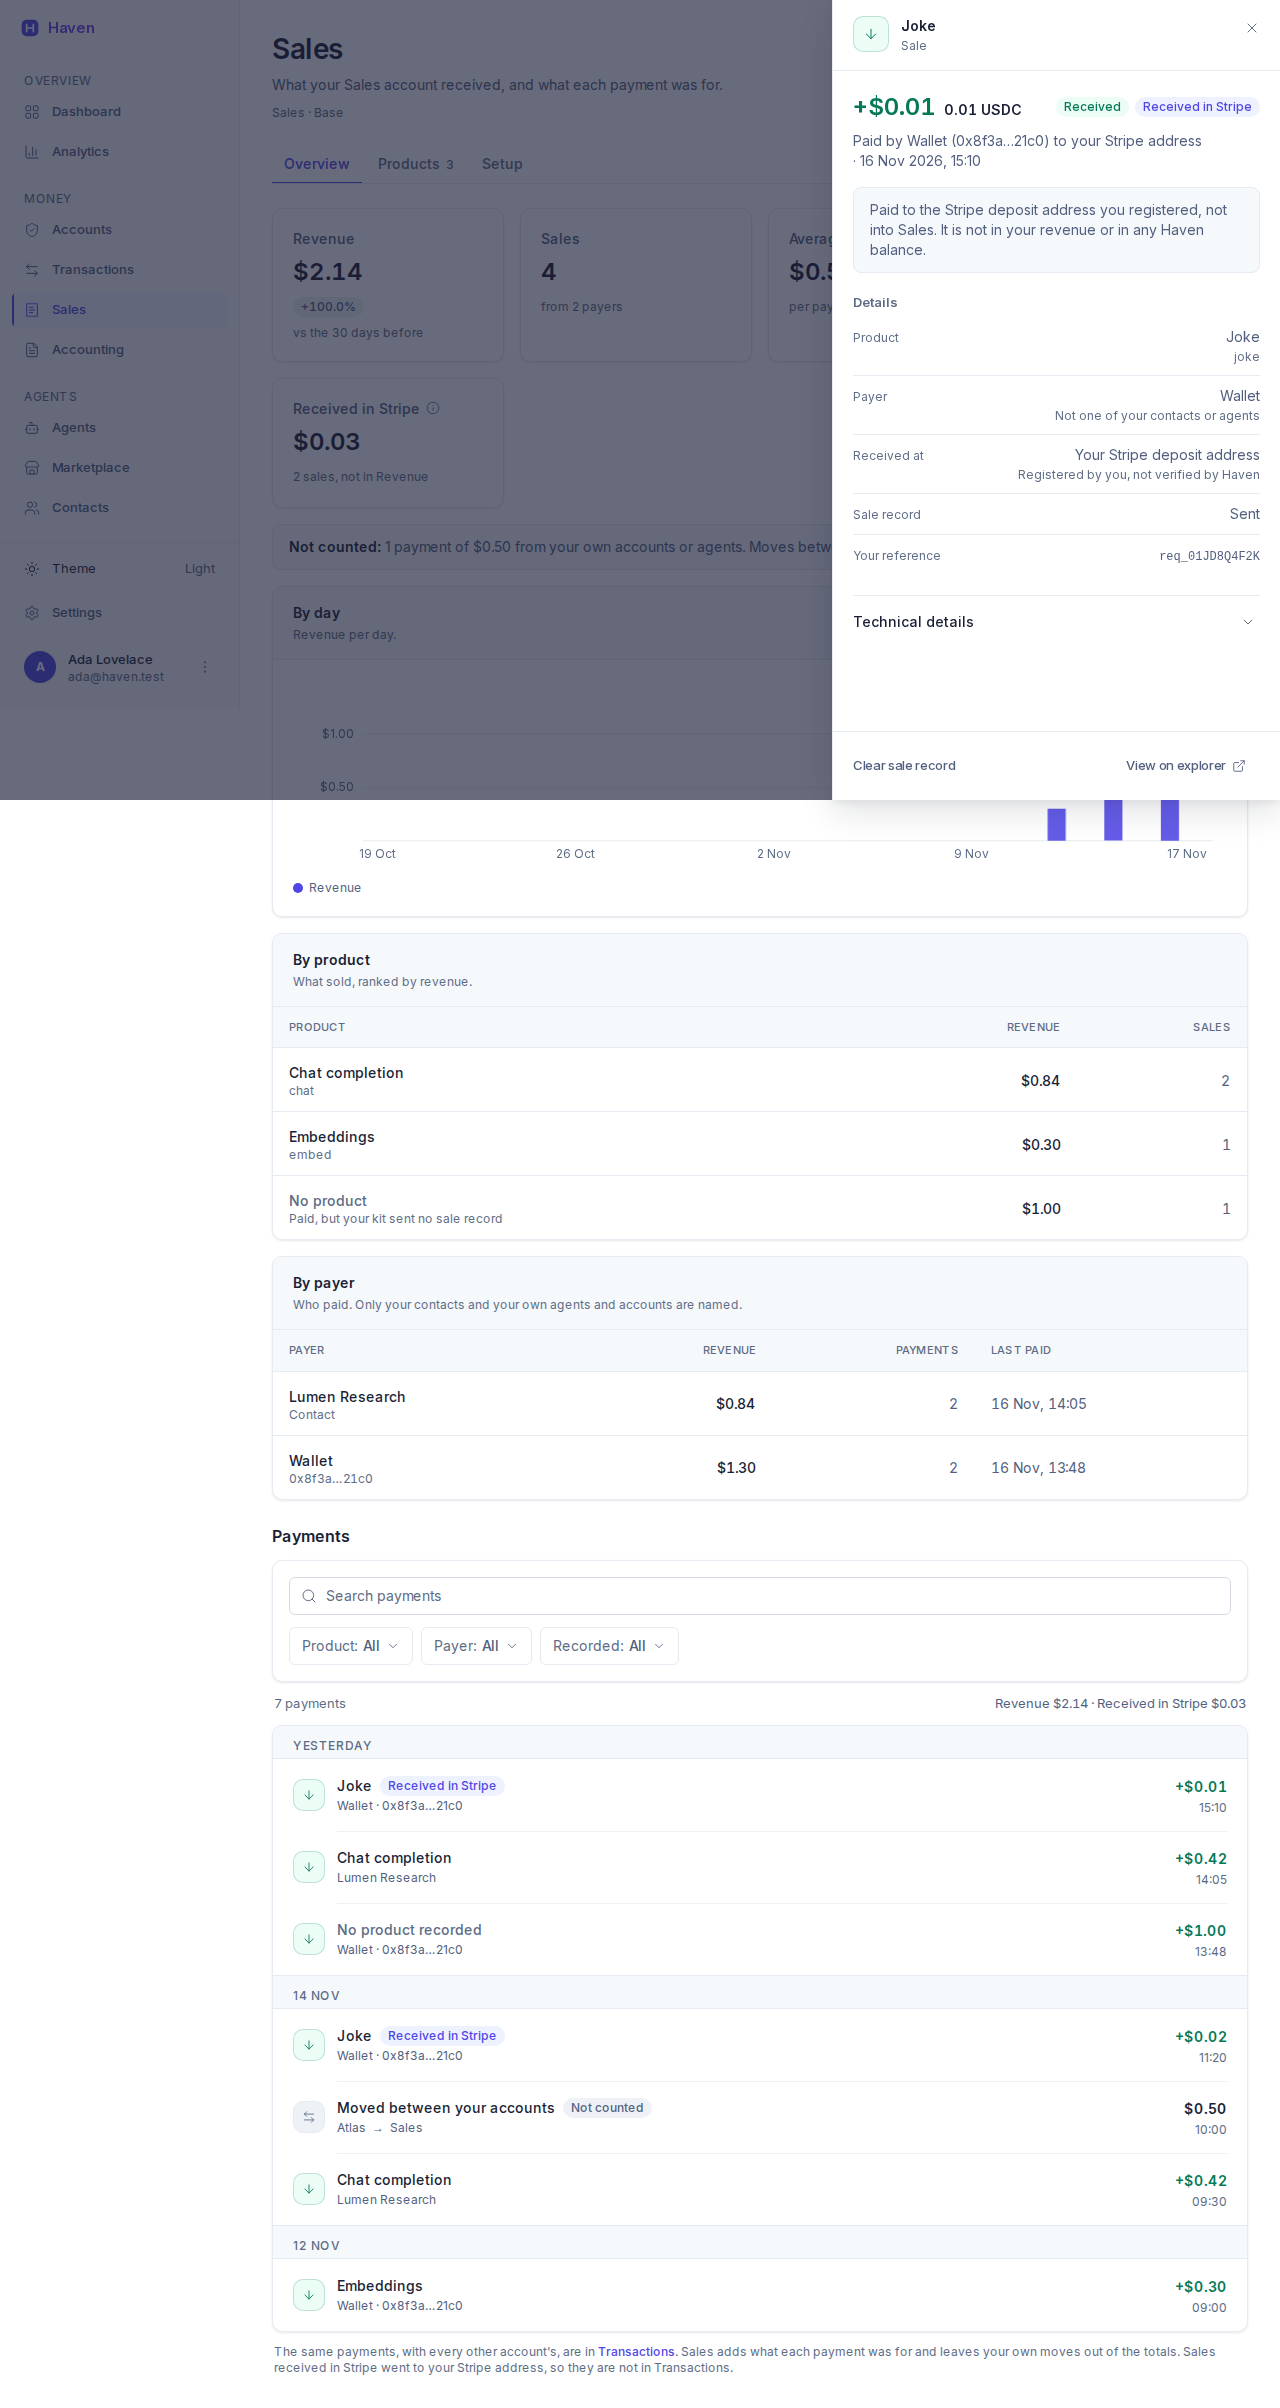 Haven
OVERVIEW
Dashboard
Analytics
MONEY
Accounts
Transactions
Sales
Accounting
AGENTS
Agents
Marketplace
Contacts
Theme Light
Settings
A
Ada Lovelace
ada@haven.test
Sales
What your Sales account received, and what each payment was for.
Sales · Base
Overview Products 3 Setup
Revenue
$2.14
+100.0%
vs the 30 days before
Sales
4
from 2 payers
Received in Stripe
$0.03
2 sales, not in Revenue
Not counted: 1 payment of $0.50 from your own accounts or agents. Moves
By day
Revenue per day.
$1.00
$0.50
19 Oct 26 Oct 2 Nov 9 Nov 17 Nov
Revenue
Joke
Sale
+$0.01 0.01 USDC Received Received in Stripe
Paid by Wallet (0x8f3a…21c0) to your Stripe address
· 16 Nov 2026, 15:10
Paid to the Stripe deposit address you registered, not
into Sales. It is not in your revenue or in any Haven
balance.
Details
Product Joke
joke
Payer Wallet
Not one of your contacts or agents
Received at Your Stripe deposit address
Registered by you, not verified by Haven
Sale record Sent
Your reference req_01JD8Q4F2K
Technical details
Clear sale record View on explorer
By product
What sold, ranked by revenue.
PRODUCT REVENUE SALES
Chat completion $0.84 2
chat
Embeddings $0.30 1
embed
No product $1.00 1
Paid, but your kit sent no sale record
By payer
Who paid. Only your contacts and your own agents and accounts are named.
PAYER REVENUE PAYMENTS LAST PAID
Lumen Research $0.84 2 16 Nov, 14:05
Contact
Wallet $1.30 2 16 Nov, 13:48
0x8f3a…21c0
Payments
Search payments
Product: All Payer: All Recorded: All
7 payments Revenue $2.14 · Received in Stripe $0.03
YESTERDAY
Joke Received in Stripe +$0.01
Wallet · 0x8f3a…21c0 15:10
Chat completion +$0.42
Lumen Research 14:05
No product recorded +$1.00
Wallet · 0x8f3a…21c0 13:48
14 NOV
Joke Received in Stripe +$0.02
Wallet · 0x8f3a…21c0 11:20
Moved between your accounts Not counted $0.50
Atlas → Sales 10:00
Chat completion +$0.42
Lumen Research 09:30
12 NOV
Embeddings +$0.30
Wallet · 0x8f3a…21c0 09:00
The same payments, with every other account's, are in Transactions. Sales adds what each payment was for and leaves your own moves out of the totals. Sales
received in Stripe went to your Stripe address, so they are not in Transactions.